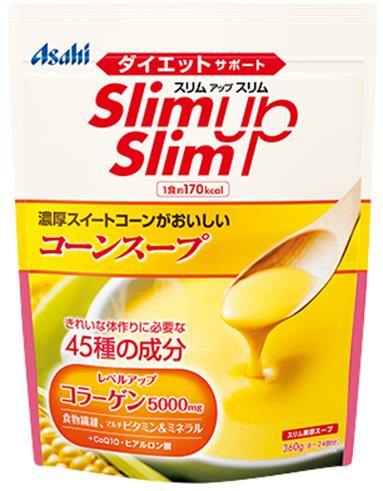 Asahi
ダイエットサポート
スリム アップ スリム
Slim up
Slim
1食約170kcal
濃厚スイートコーンがおいしい
コーンスープ
きれいな体作りに必要な
45種の成分
レベルアップ
コラーゲン5000mg
食物繊維、マルチビタミン&ミネラル
+CoQ10・ヒアルロン酸
スリム美容スープ
360g